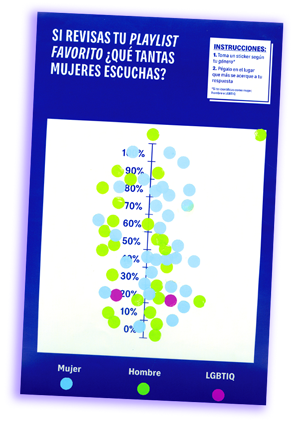 SI REVISAS TU PLAYLIST
FAVORITO ¿QUÉ TANTAS
MUJERES ESCUCHAS?
INSTRUCCIONES:
1. Toma un sticker según
tu género*
2. Pégalo en el lugar
que más se acerque a tu
respuesta
90%
80%
70%
60%
50%
40%
30%
20%
10%
0%
Mujer Hombre LGBTIQ